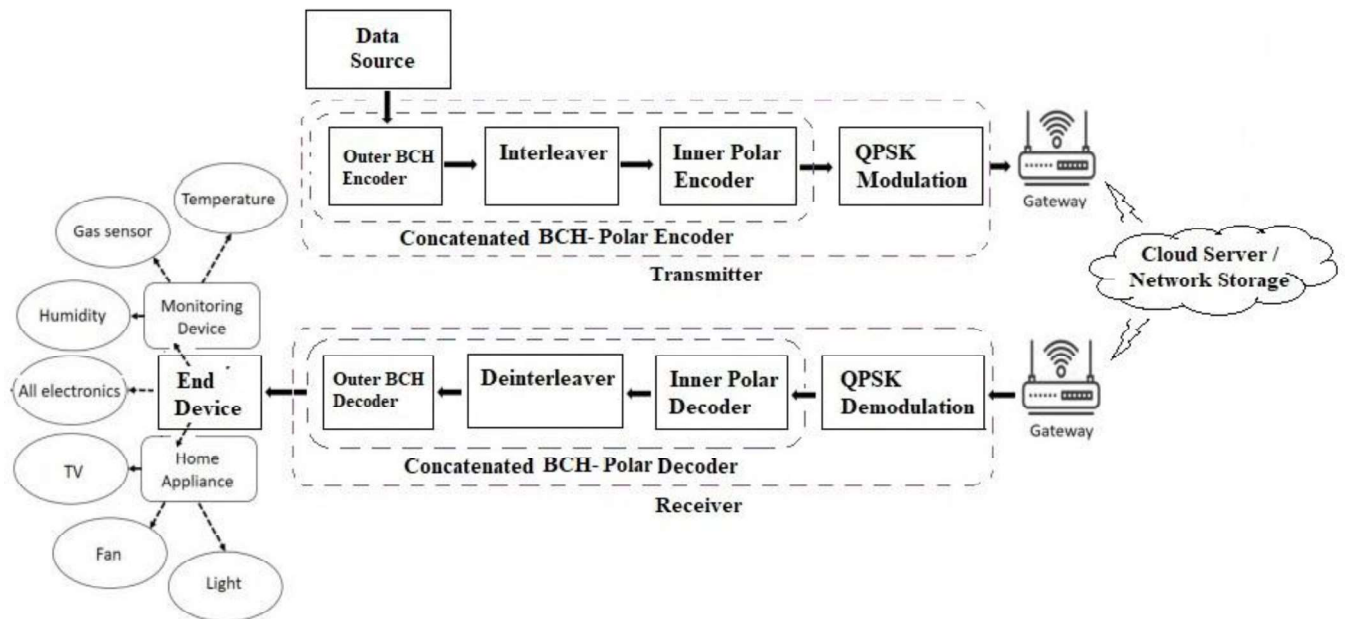 Data
Source
Outer BCH
Encoder
Interleaver
Inner Polar
Encoder
QPSK
Modulation
Gateway
Concatenated BCH- Polar Encoder
Transmitter
Cloud Server /
Network Storage
Temperature
Gas sensor
Humidity
Monitoring
Device
All electronics
End
Device
Outer BCH
Decoder
Deinterleaver
Inner Polar
Decoder
QPSK
Demodulation
Gateway
Concatenated BCH- Polar Decoder
Receiver
TV
Home
Appliance
Fan
Light